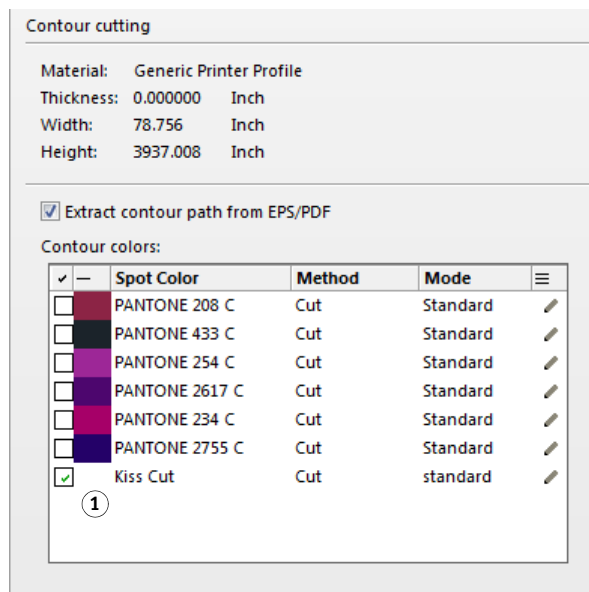 Contour cutting
Material: Generic Printer Profile
Thickness: 0.000000 Inch
Width: 78.756 Inch
Height: 3937.008 Inch
Extract contour path from EPS/PDF
Contour colors:
Spot Color Method Mode
PANTONE 208 C Cut Standard
PANTONE 433 C Cut Standard
PANTONE 254 C Cut Standard
PANTONE 2617 C Cut Standard
PANTONE 234 C Cut Standard
PANTONE 2755 C Cut Standard
Kiss Cut Cut standard
1